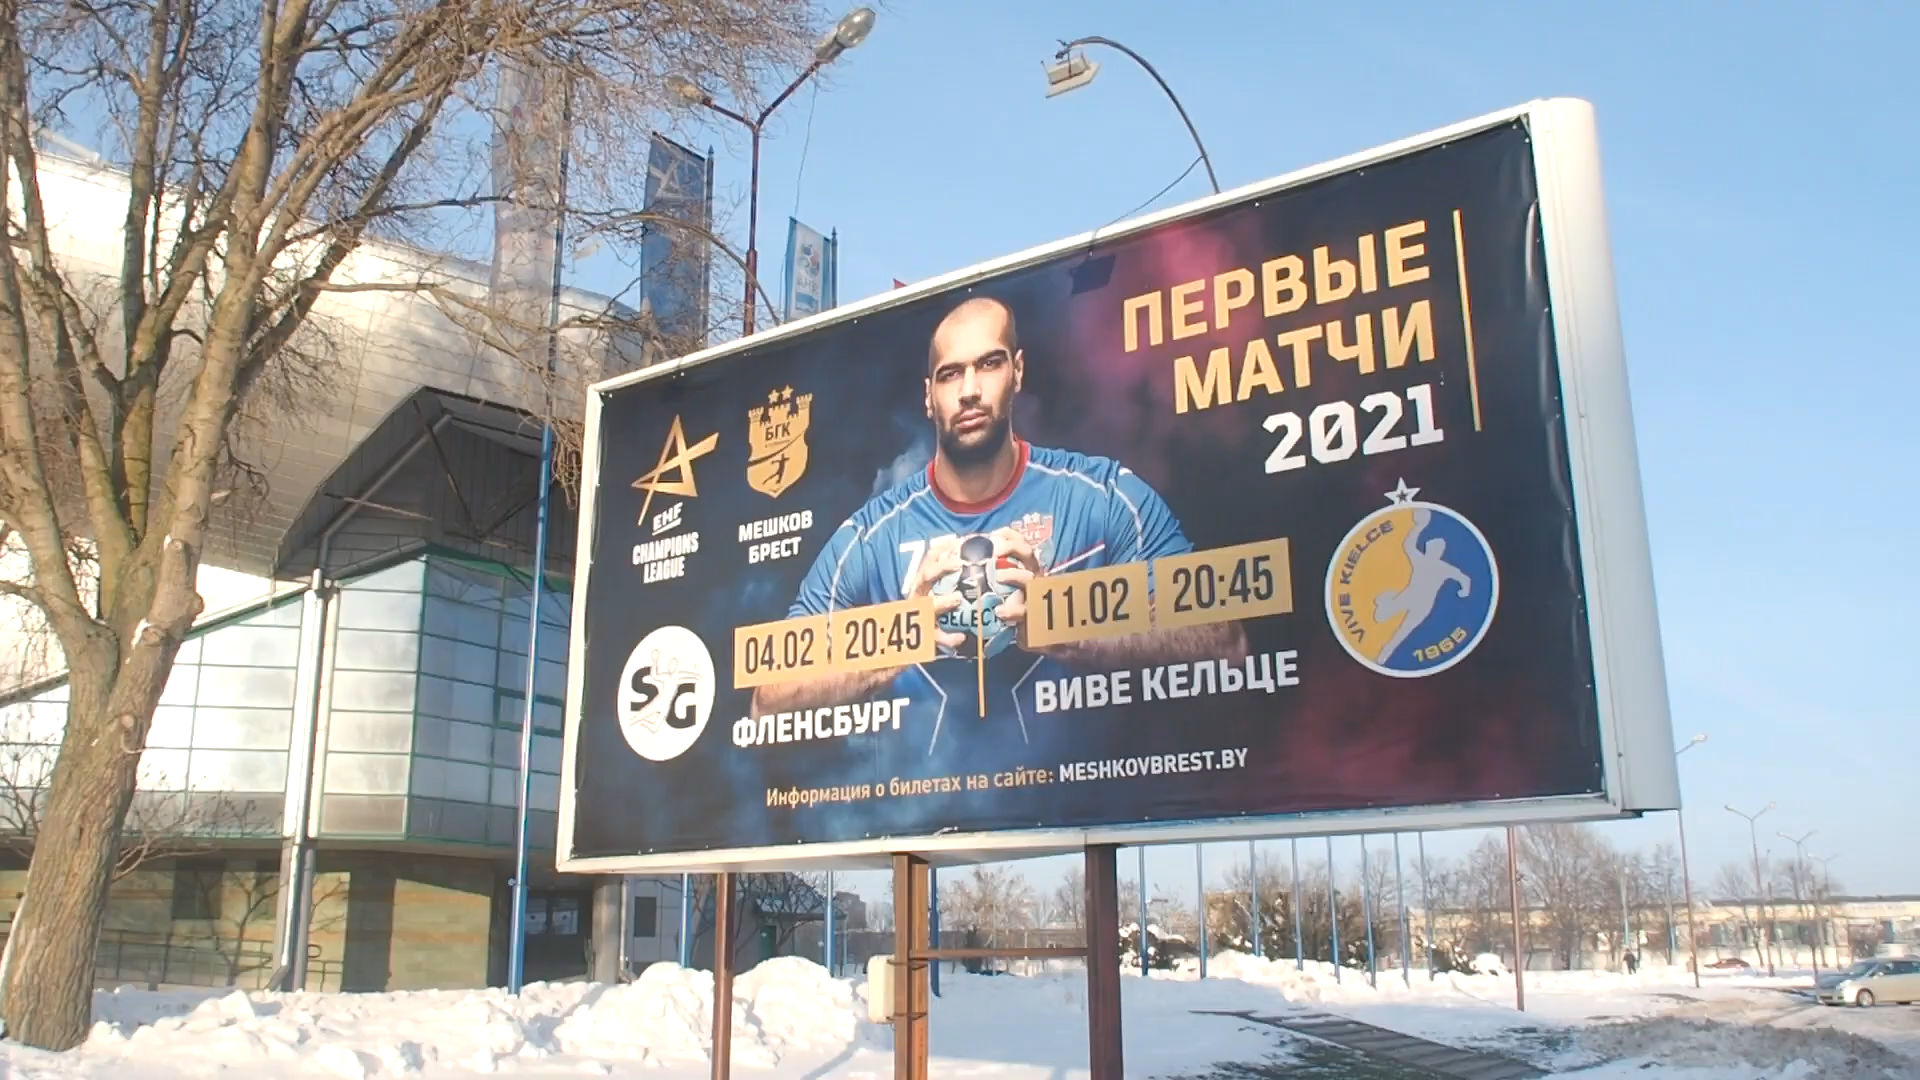 ПЕРВЫЕ
МАТЧИ
2021
EHF
CHAMPIONS
LEAGUE
БГК
МЕШКОВ
БРЕСТ
SELECT
SG
04.02 20:45
ФЛЕНСБУРГ
11.02 20:45
ВИВЕ КЕЛЬЦЕ
VIVE KIELCE
1965
Информация о билетах на сайте: MESHKOVBREST.BY